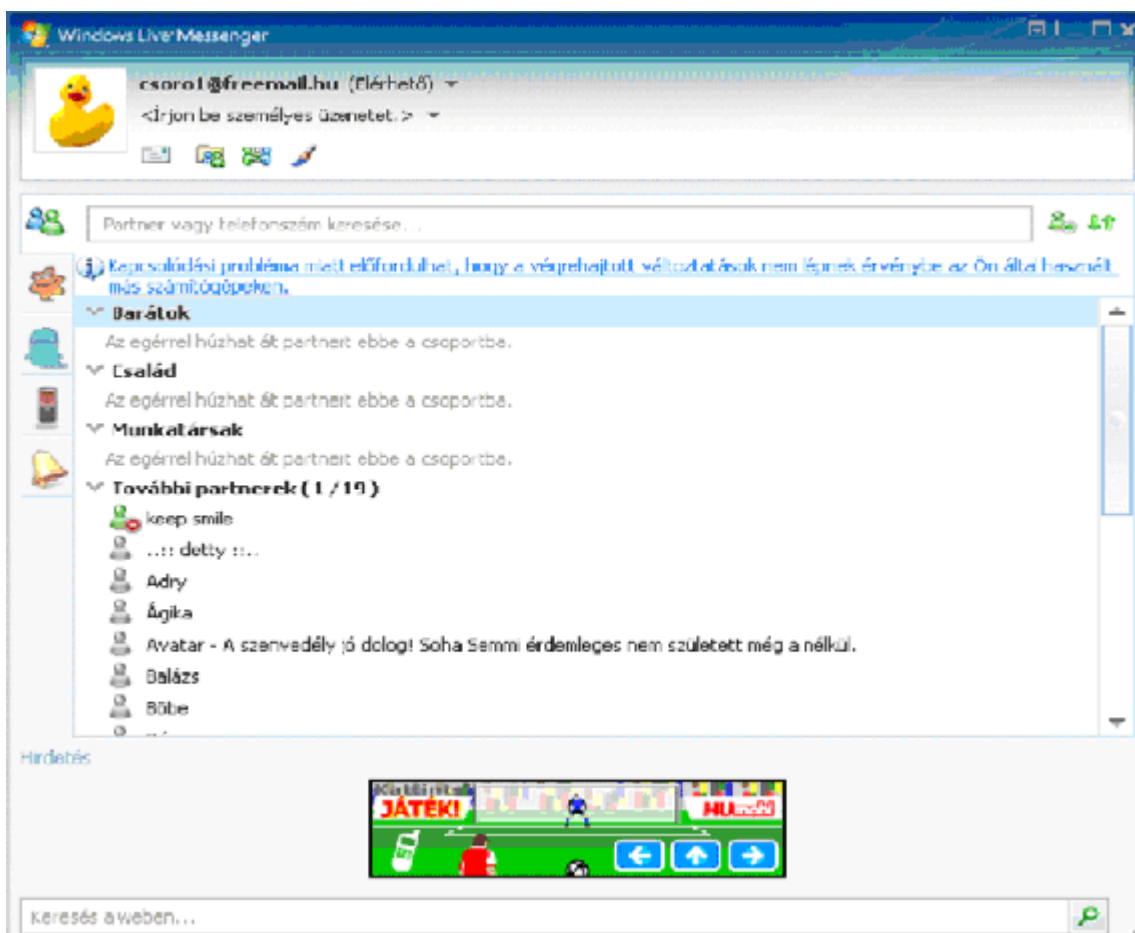 Windows Live Messenger
csoro1@freemail.hu (Elérhető)
<Írjon be személyes üzenetet.>
Partner vagy telefonszám keresése...
Kapcsolódási probléma miatt előfordulhat, hogy a végrehajtott változtatások nem lépnek érvénybe az Ön által használt
más számítógépeken.
Barátok
Az egérrel húzhat át partnert ebbe a csoportba.
Család
Az egérrel húzhat át partnert ebbe a csoportba.
Munkatársak
Az egérrel húzhat át partnert ebbe a csoportba.
További partnerek ( 1 / 19 )
keep smile
..:: detty ::..
Adry
Ágika
Avatar - A szenvedély jó dolog! Soha Semmi érdemleges nem született még a nélkül.
Balázs
Böbe
Hirdetés
JÁTÉK!
Keresés a weben...